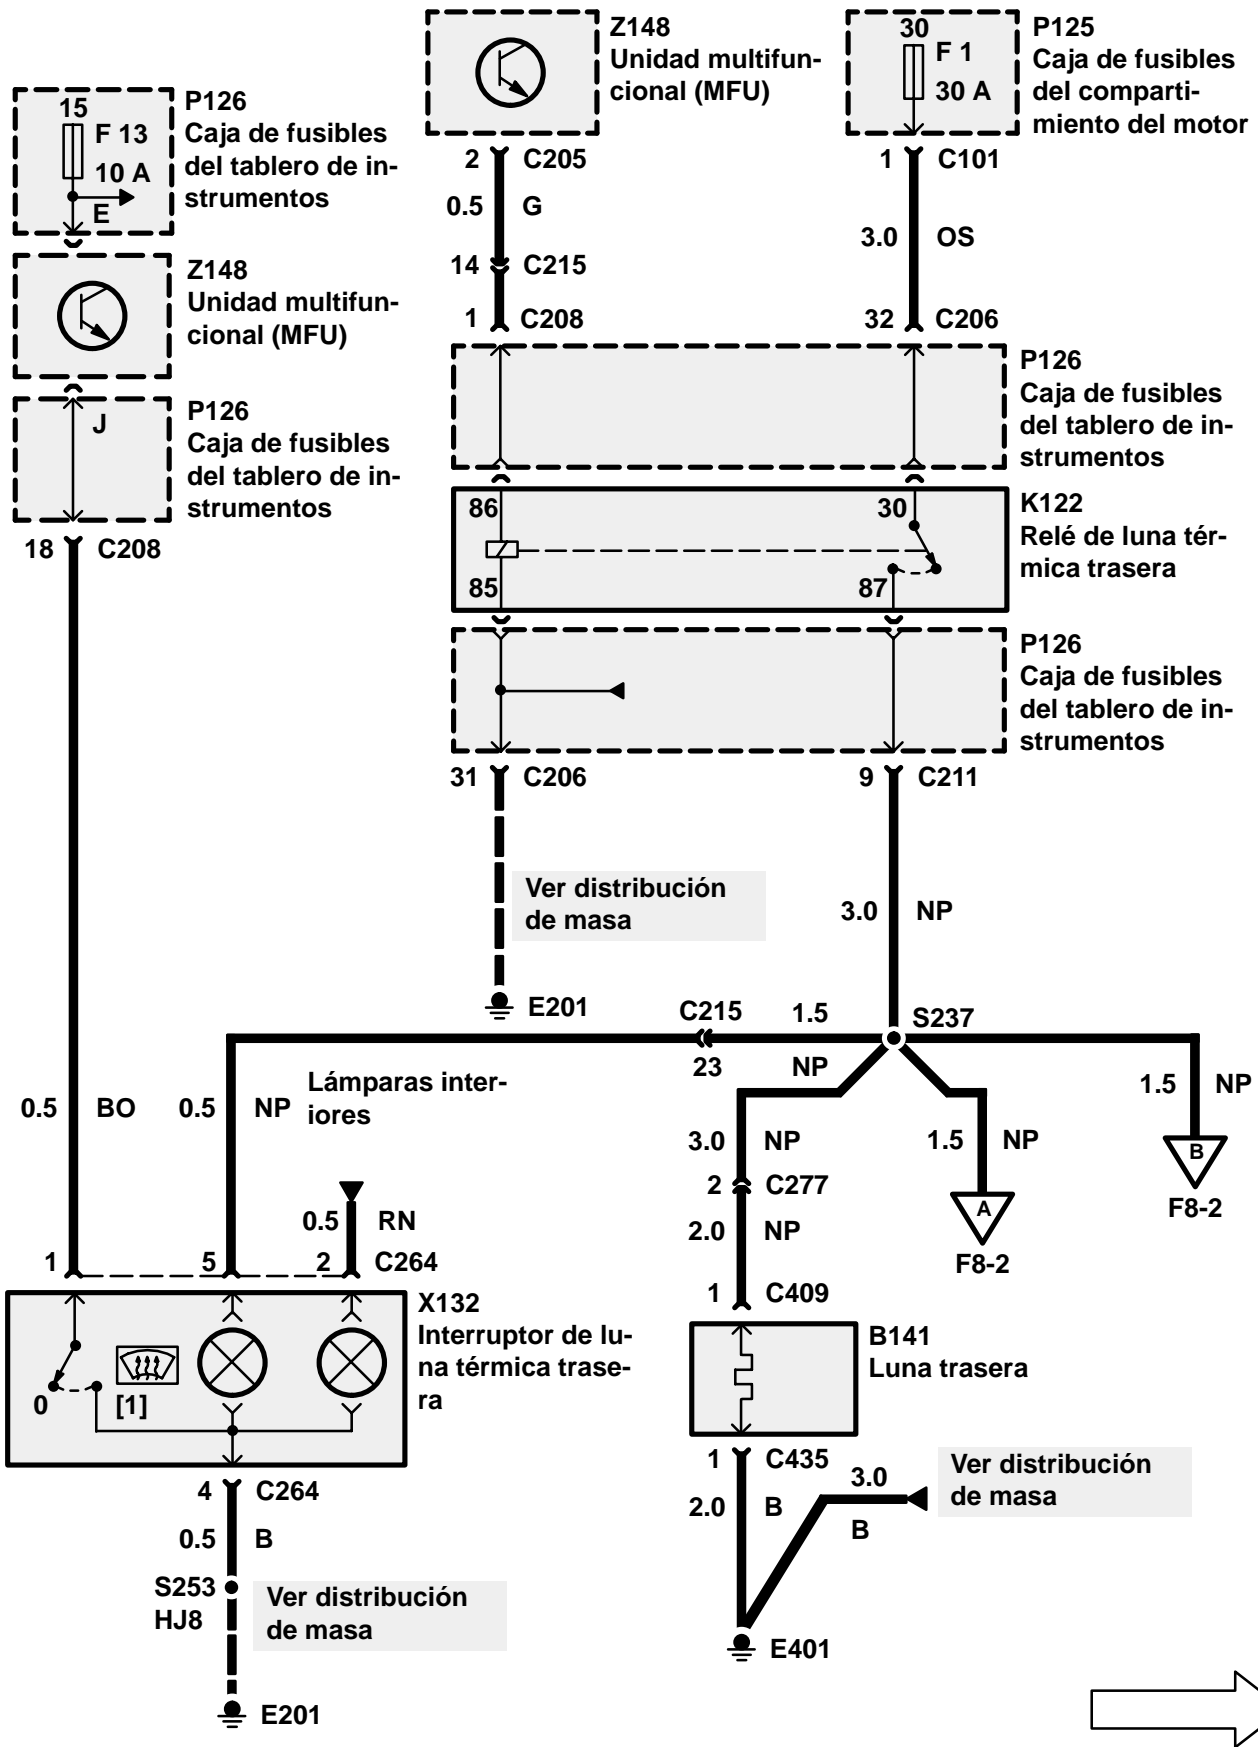 Z148
Unidad multifun-
cional (MFU)
30
F 1
30 A
P125
Caja de fusibles
del comparti-
miento del motor
15
F 13
10 A
E
P126
Caja de fusibles
del tablero de in-
strumentos
2 C205
0.5 G
14 C215
1 C208
1 C101
3.0 OS
32 C206
Z148
Unidad multifun-
cional (MFU)
J
P126
Caja de fusibles
del tablero de in-
strumentos
18 C208
P126
Caja de fusibles
del tablero de in-
strumentos
86
85
30
87
K122
Relé de luna tér-
mica trasera
P126
Caja de fusibles
del tablero de in-
strumentos
31 C206
9 C211
Ver distribución
de masa
3.0 NP
E201
C215
23
1.5
NP
S237
0.5 BO
0.5 NP
Lámparas inter-
iores
3.0 NP
2 C277
2.0 NP
1.5 NP
A
F8-2
1.5 NP
B
F8-2
0.5 RN
1
5
2 C264
1 C409
X132
Interruptor de lu-
na térmica trase-
ra
0
[1]
B141
Luna trasera
4 C264
0.5 B
S253
HJ8
Ver distribución
de masa
E201
1 C435
2.0 B
3.0
B
Ver distribución
de masa
E401